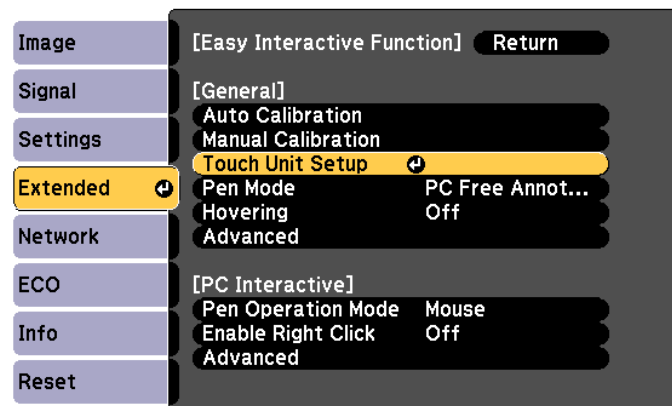 Image
Signal
Settings
Extended
Network
ECO
Info
Reset
[Easy Interactive Function] Return
[General]
Auto Calibration
Manual Calibration
Touch Unit Setup
Pen Mode PC Free Annot...
Hovering Off
Advanced
[PC Interactive]
Pen Operation Mode Mouse
Enable Right Click Off
Advanced